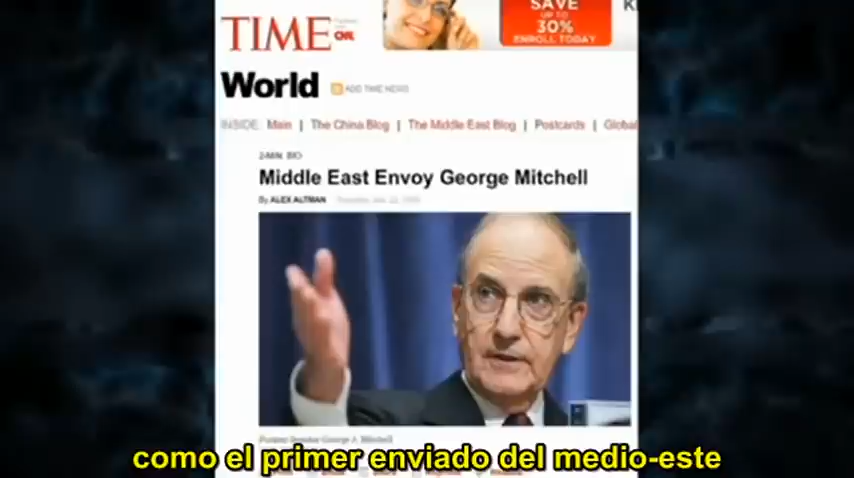 TIME
SAVE
UP TO
30%
ENROLL TODAY
World
ADD TIME NEWS
INSIDE: Main | The China Blog | The Middle East Blog | Postcards | Global
2-MIN. BIO
Middle East Envoy George Mitchell
By ALEX ALTMAN
como el primer enviado del medio-este